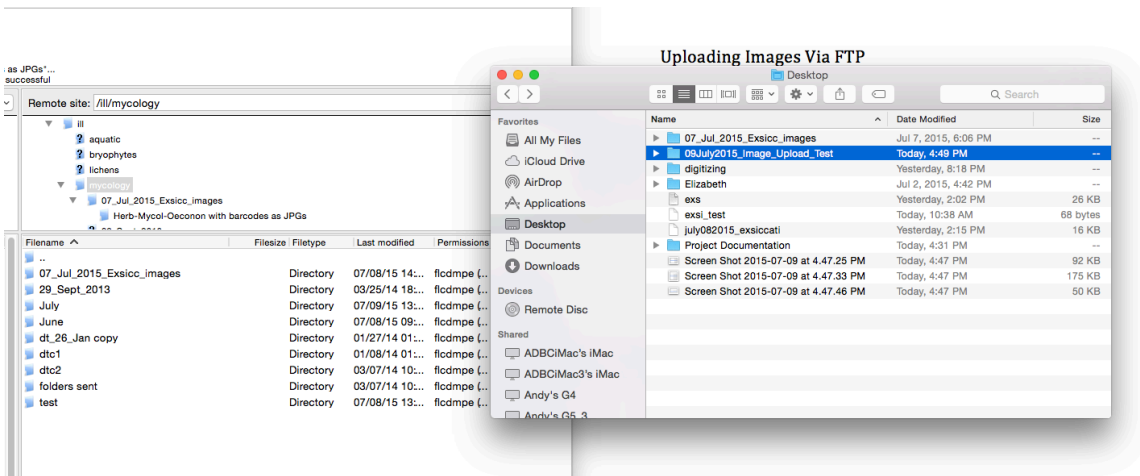 Uploading Images Via FTP
as JPGs"...
successful
Remote site: /ill/mycology
ill
? aquatic
? bryophytes
? lichens
mycology
07_Jul_2015_Exsicc_images
Herb-Mycol-Oeconon with barcodes as JPGs
Filename Filesize Filetype Last modified Permissions
..
07_Jul_2015_Exsicc_images Directory 07/08/15 14:... flcdmpe (...
29_Sept_2013 Directory 03/25/14 18:... flcdmpe (...
July Directory 07/09/15 13:... flcdmpe (...
June Directory 07/08/15 09:... flcdmpe (...
dt_26_Jan copy Directory 01/27/14 01:... flcdmpe (...
dtc1 Directory 01/08/14 01:... flcdmpe (...
dtc2 Directory 03/07/14 10:... flcdmpe (...
folders sent Directory 03/07/14 10:... flcdmpe (...
test Directory 07/08/15 13:... flcdmpe (...
Desktop
Search
Favorites
All My Files
iCloud Drive
AirDrop
Applications
Desktop
Documents
Downloads
Devices
Remote Disc
Shared
ADBCiMac's iMac
ADBCiMac3's iMac
Andy's G4
Andy's G5 3
Name Date Modified Size
07_Jul_2015_Exsicc_images Jul 7, 2015, 6:06 PM --
09July2015_Image_Upload_Test Today, 4:49 PM --
digitizing Yesterday, 8:18 PM --
Elizabeth Jul 2, 2015, 4:42 PM --
exs Yesterday, 2:02 PM 26 KB
exsi_test Today, 10:38 AM 68 bytes
july082015_exsiccati Yesterday, 2:15 PM 16 KB
Project Documentation Today, 4:31 PM --
Screen Shot 2015-07-09 at 4.47.25 PM Today, 4:47 PM 92 KB
Screen Shot 2015-07-09 at 4.47.33 PM Today, 4:47 PM 175 KB
Screen Shot 2015-07-09 at 4.47.46 PM Today, 4:47 PM 50 KB